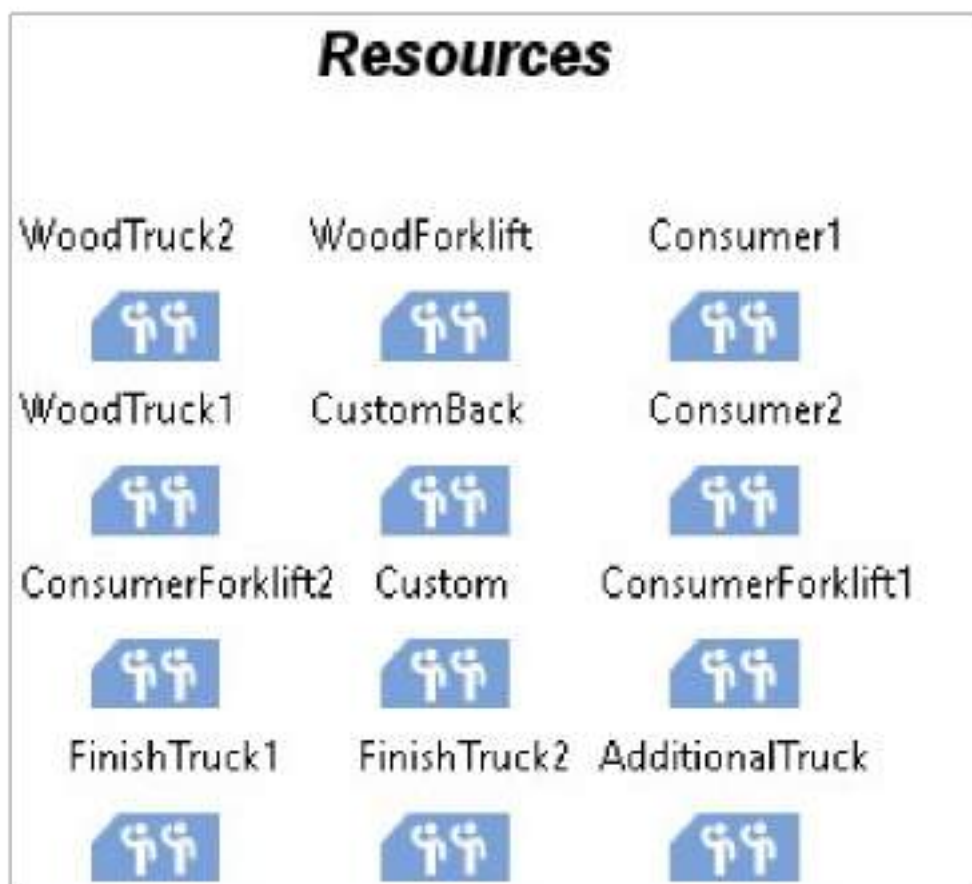 Resources
WoodTruck2 WoodForklift Consumer1
WoodTruck1 CustomBack Consumer2
ConsumerForklift2 Custom ConsumerForklift1
FinishTruck1 FinishTruck2 AdditionalTruck